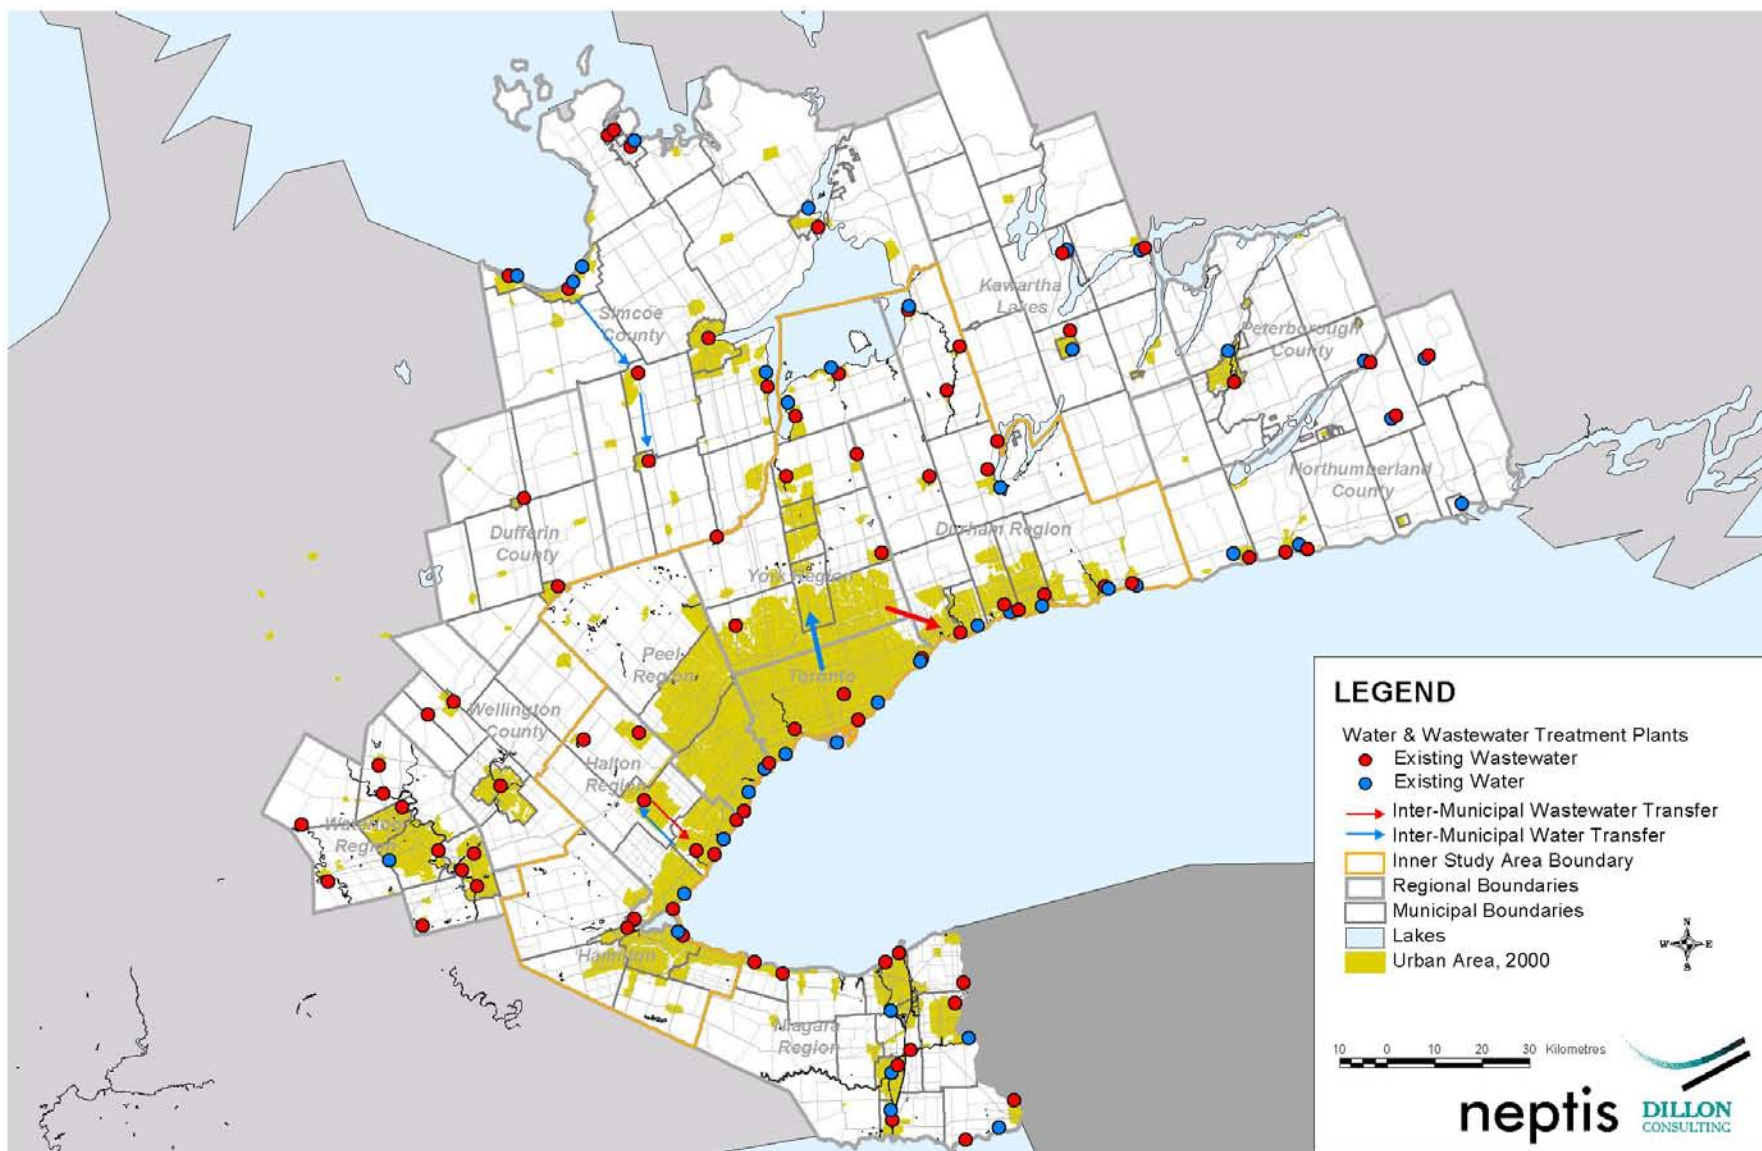 Simcoe
County
Kawartha
Lakes
Peterborough
County
Northumberland
County
Dufferin
County
Durham Region
York Region
Peel
Region
Toronto
Wellington
County
Halton
Region
Waterloo
Region
Hamilton
Niagara
Region
LEGEND
Water & Wastewater Treatment Plants
Existing Wastewater
Existing Water
Inter-Municipal Wastewater Transfer
Inter-Municipal Water Transfer
Inner Study Area Boundary
Regional Boundaries
Municipal Boundaries
Lakes
Urban Area, 2000
N
W E
S
10 0 10 20 30 Kilometres
neptis
DILLON
CONSULTING